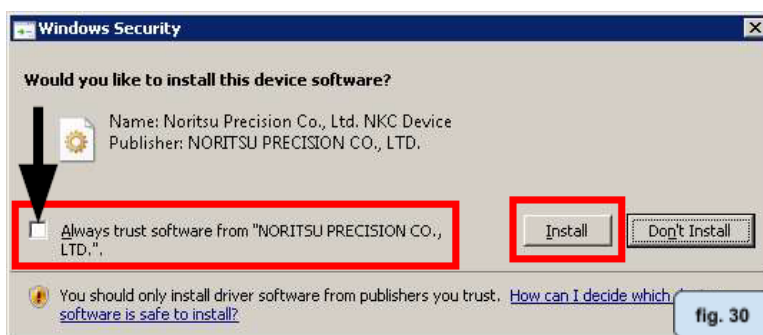 Windows Security
Would you like to install this device software?
Name: Noritsu Precision Co., Ltd. NKC Device
Publisher: NORITSU PRECISION CO., LTD.
Always trust software from "NORITSU PRECISION CO.,
LTD.".
Install
Don't Install
You should only install driver software from publishers you trust. How can I decide which
software is safe to install?
fig. 30